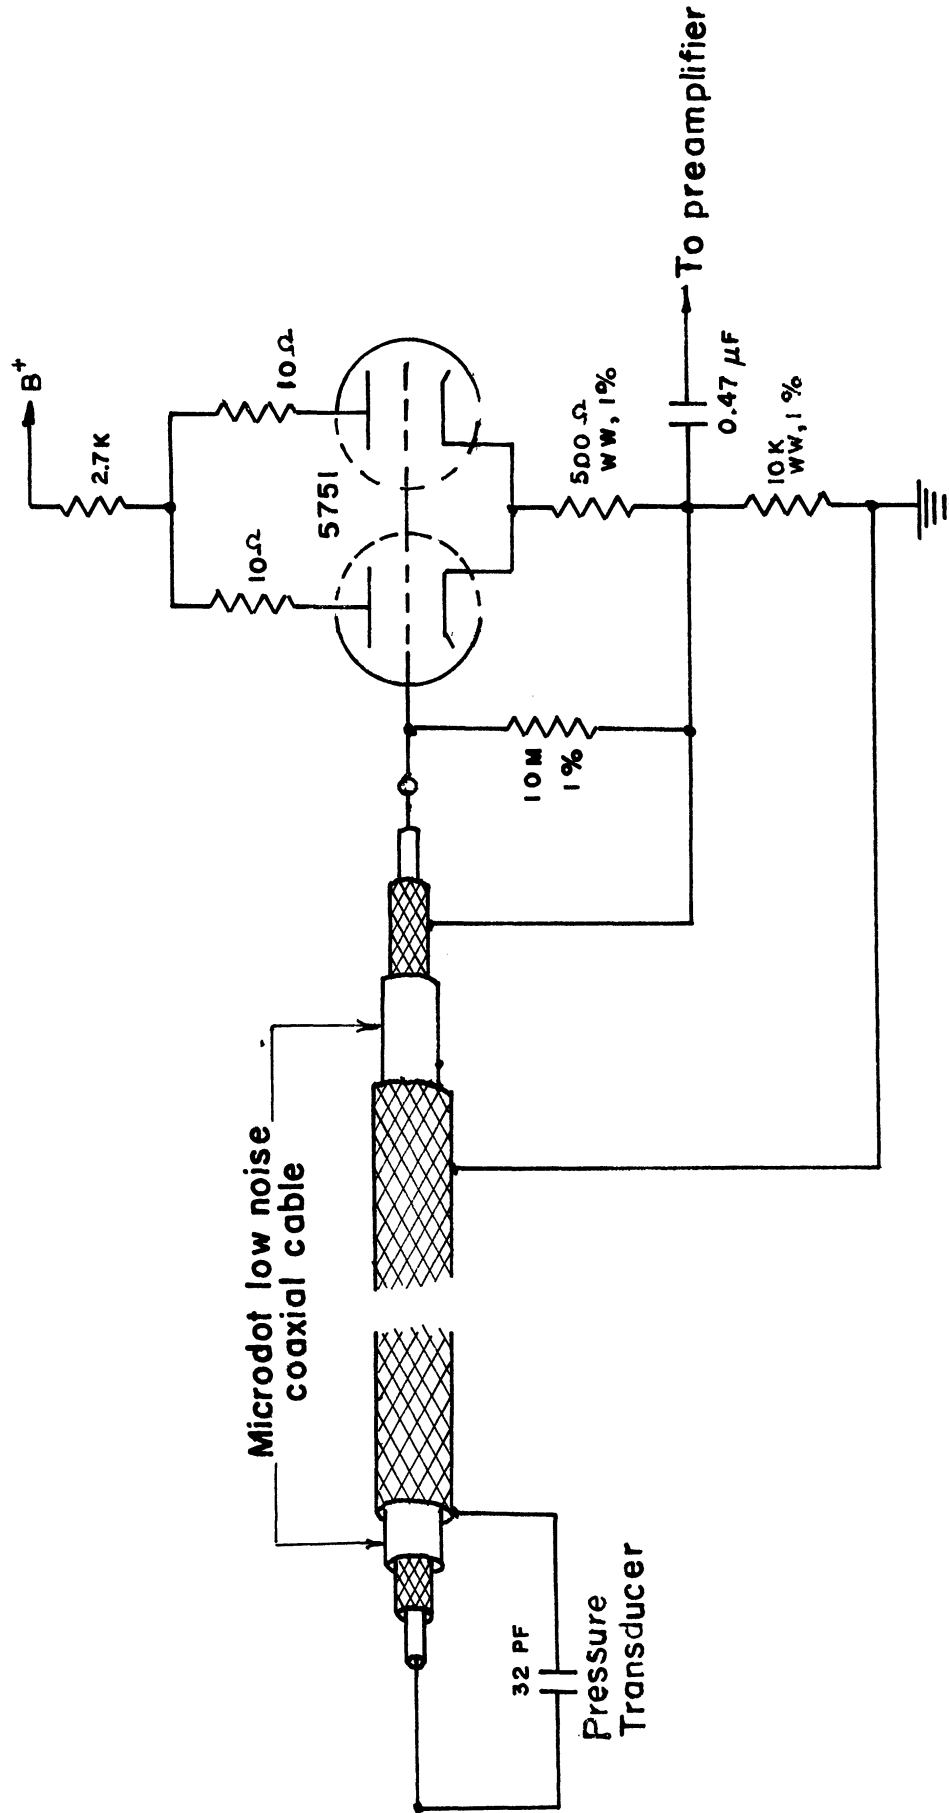 B+
2.7K
10Ω
10Ω
5751
500Ω
WW, 1%
0.47 μF
To preamplifier
10K
WW, 1%
10M
1%
Microdot low noise
coaxial cable
32 PF
Pressure
Transducer